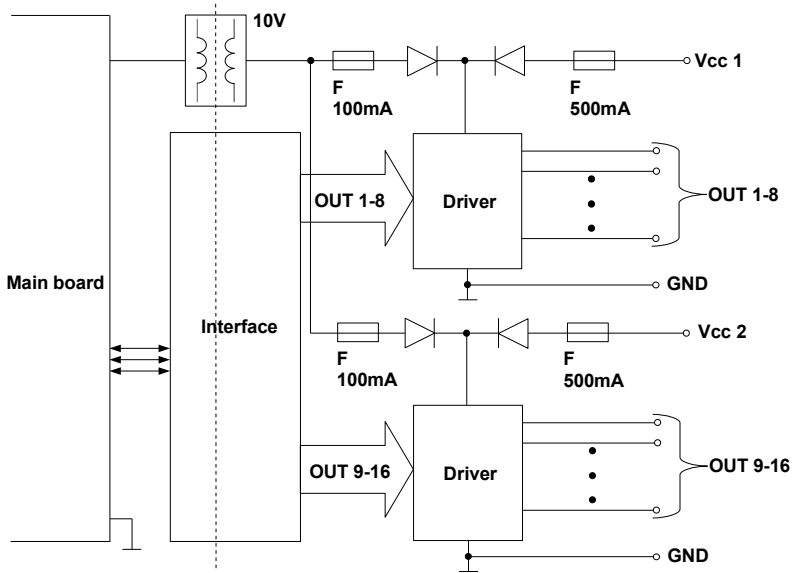 10V
Vcc 1
F
100mA
F
500mA
OUT 1-8
Driver
OUT 1-8
GND
Main board
Interface
Vcc 2
F
100mA
F
500mA
OUT 9-16
Driver
OUT 9-16
GND